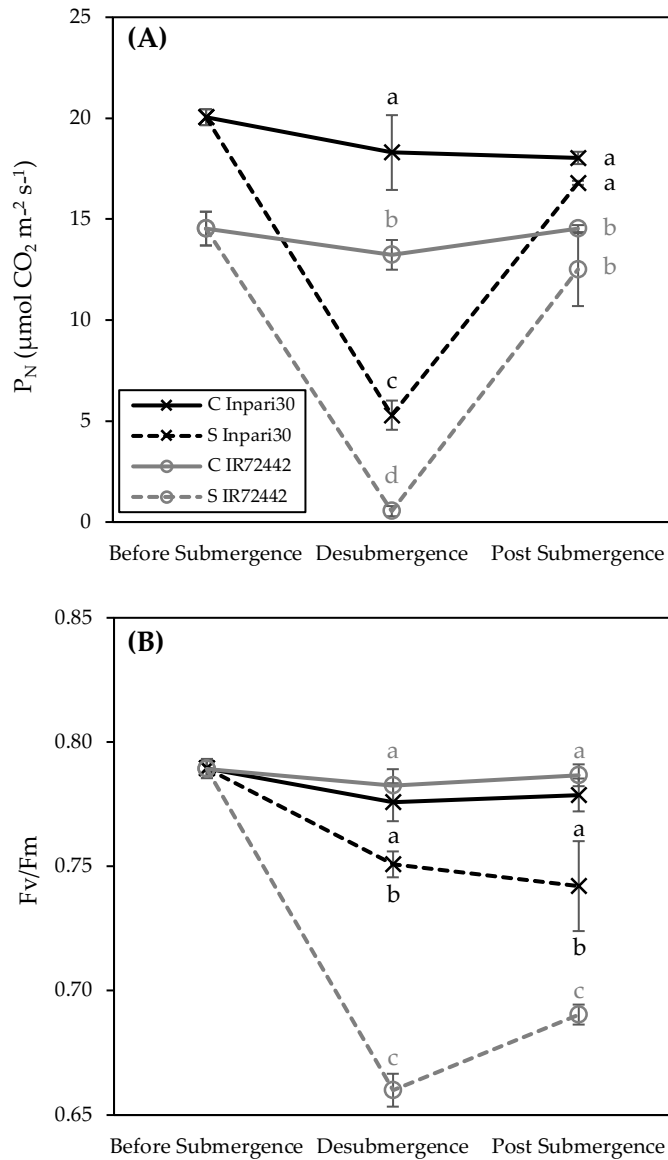 (A)
25
20
15
10
5
0
P_N (µmol CO₂ m⁻² s⁻¹)
a
a
a
b
b
b
c
d
C Inpari30
S Inpari30
C IR72442
S IR72442
Before Submergence Desubmergence Post Submergence
(B)
0.85
0.80
0.75
0.70
0.65
Fv/Fm
a
a
a
a
b
b
c
c
Before Submergence Desubmergence Post Submergence